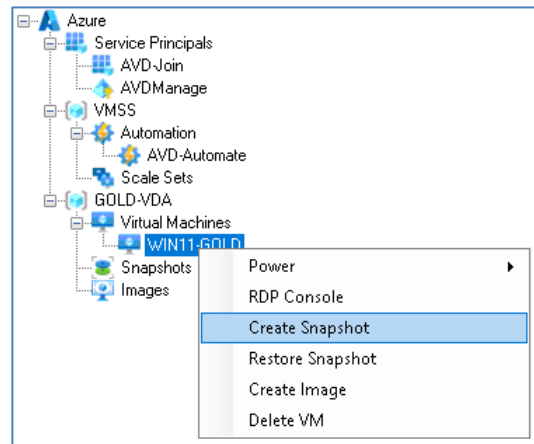 Azure
Service Principals
AVD-Join
AVDManage
VMSS
Automation
AVD-Automate
Scale Sets
GOLD-VDA
Virtual Machines
WIN11-GOLD
Snapshots
Images
Power
RDP Console
Create Snapshot
Restore Snapshot
Create Image
Delete VM